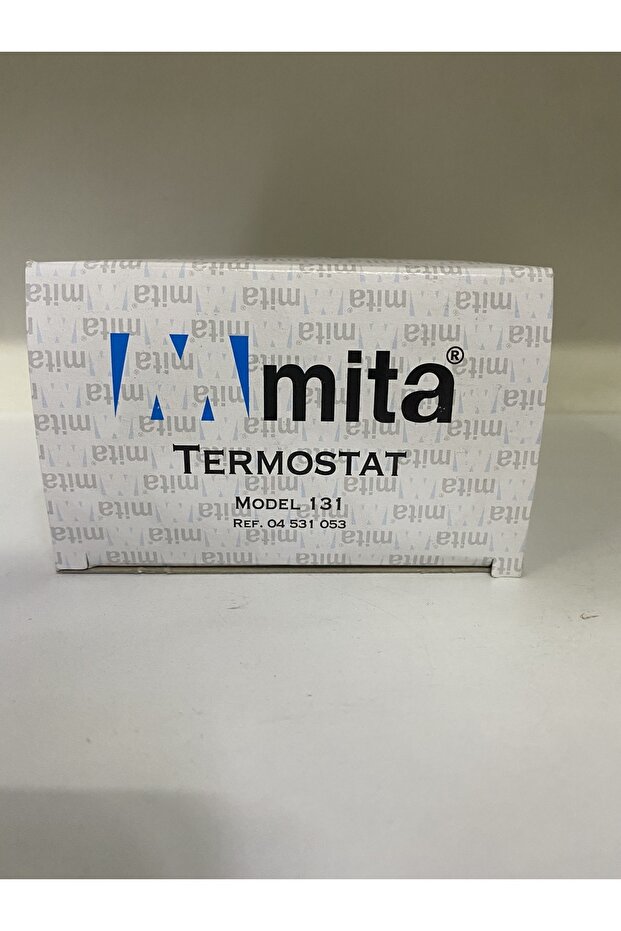 mita®
TERMOSTAT
MODEL 131
REF. 04 531 053